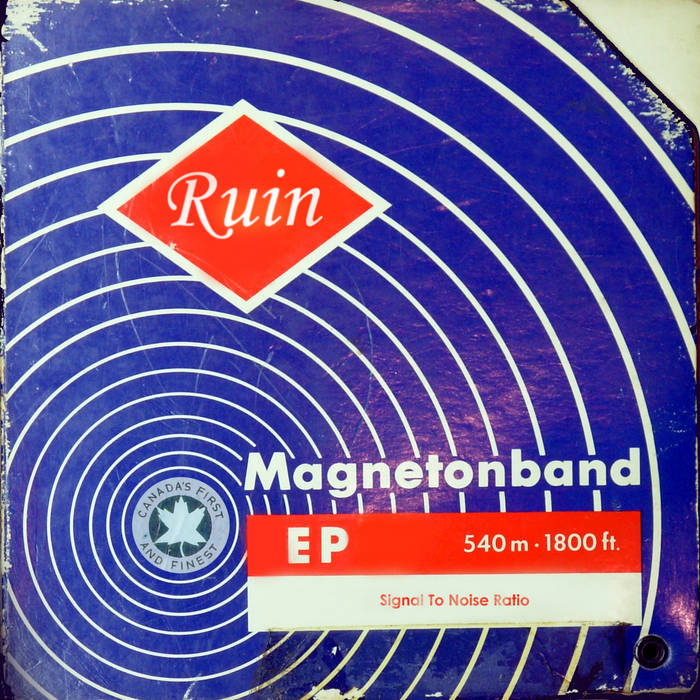 Ruin
Magnetonband
CANADA'S FIRST
AND FINEST
EP
540 m · 1800 ft.
Signal To Noise Ratio